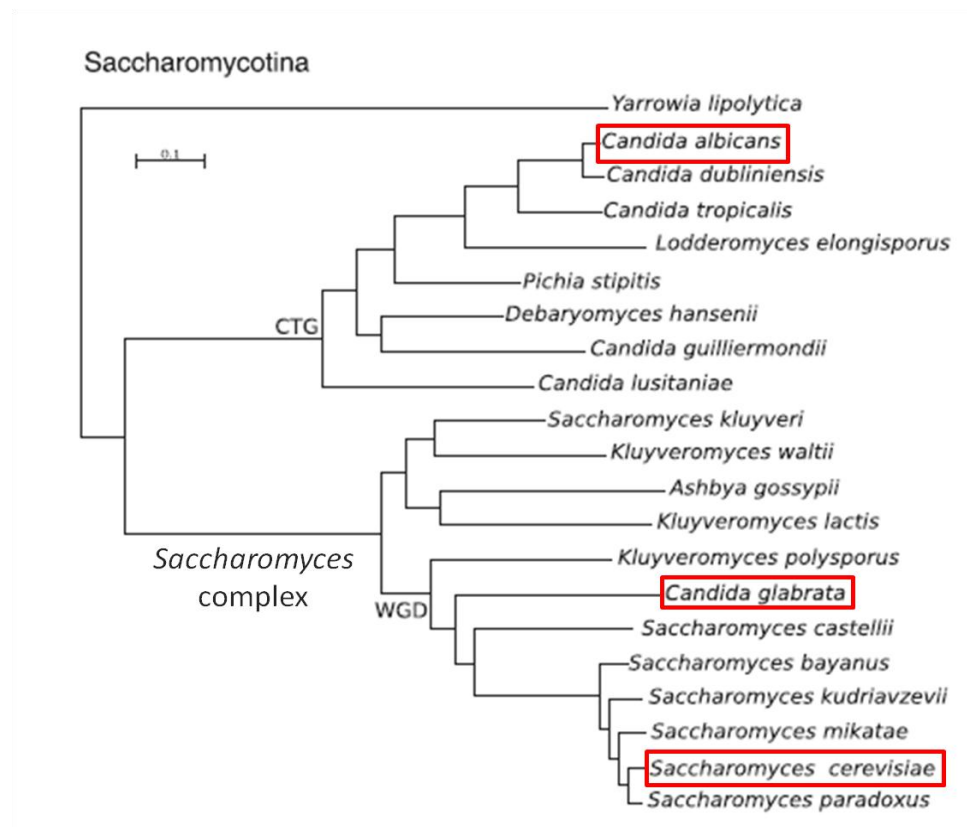 Saccharomycotina
Yarrowia lipolytica
Candida albicans
0.1
Candida dubliniensis
Candida tropicalis
Lodderomyces elongisporus
Pichia stipitis
Debaryomyces hansenii
CTG
Candida guilliermondii
Candida lusitaniae
Saccharomyces kluyveri
Kluyveromyces waltii
Ashbya gossypii
Kluyveromyces lactis
Saccharomyces
complex
Kluyveromyces polysporus
Candida glabrata
WGD
Saccharomyces castellii
Saccharomyces bayanus
Saccharomyces kudriavzevii
Saccharomyces mikatae
Saccharomyces cerevisiae
Saccharomyces paradoxus